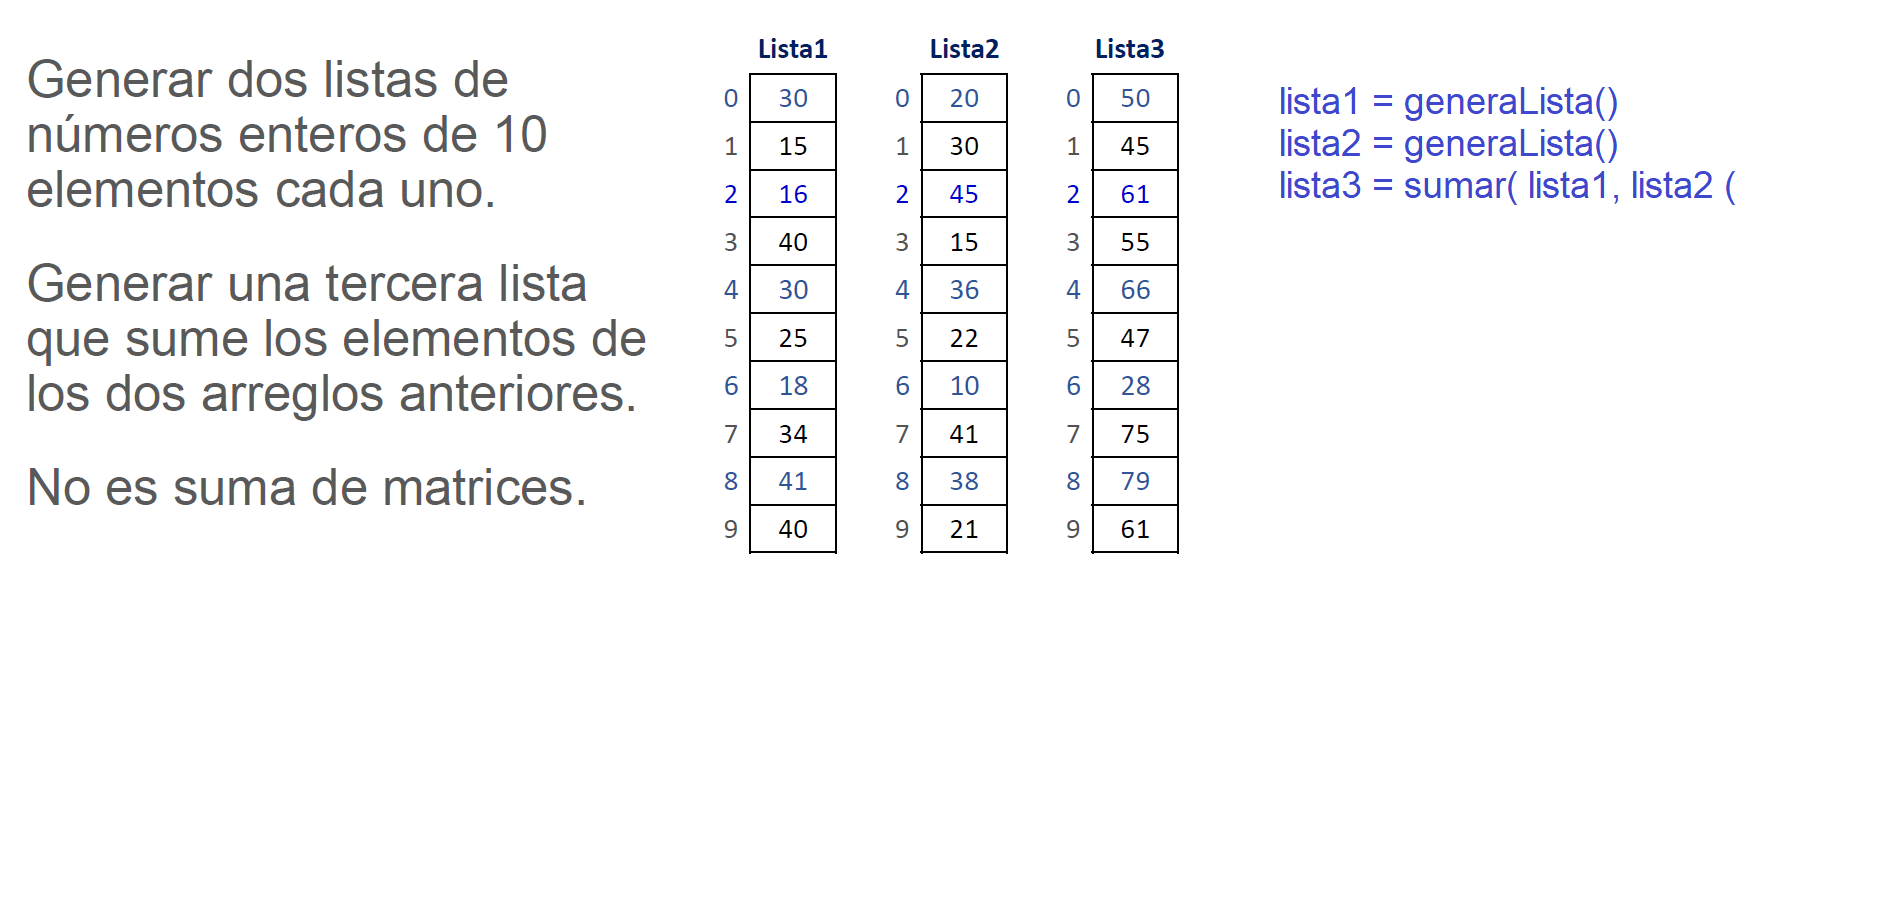 Generar dos listas de
números enteros de 10
elementos cada uno.
Generar una tercera lista
que sume los elementos de
los dos arreglos anteriores.
No es suma de matrices.
Lista1 Lista2 Lista3
0 30 0 20 0 50
1 15 1 30 1 45
2 16 2 45 2 61
3 40 3 15 3 55
4 30 4 36 4 66
5 25 5 22 5 47
6 18 6 10 6 28
7 34 7 41 7 75
8 41 8 38 8 79
9 40 9 21 9 61
lista1 = generaLista()
lista2 = generaLista()
lista3 = sumar( lista1, lista2 (